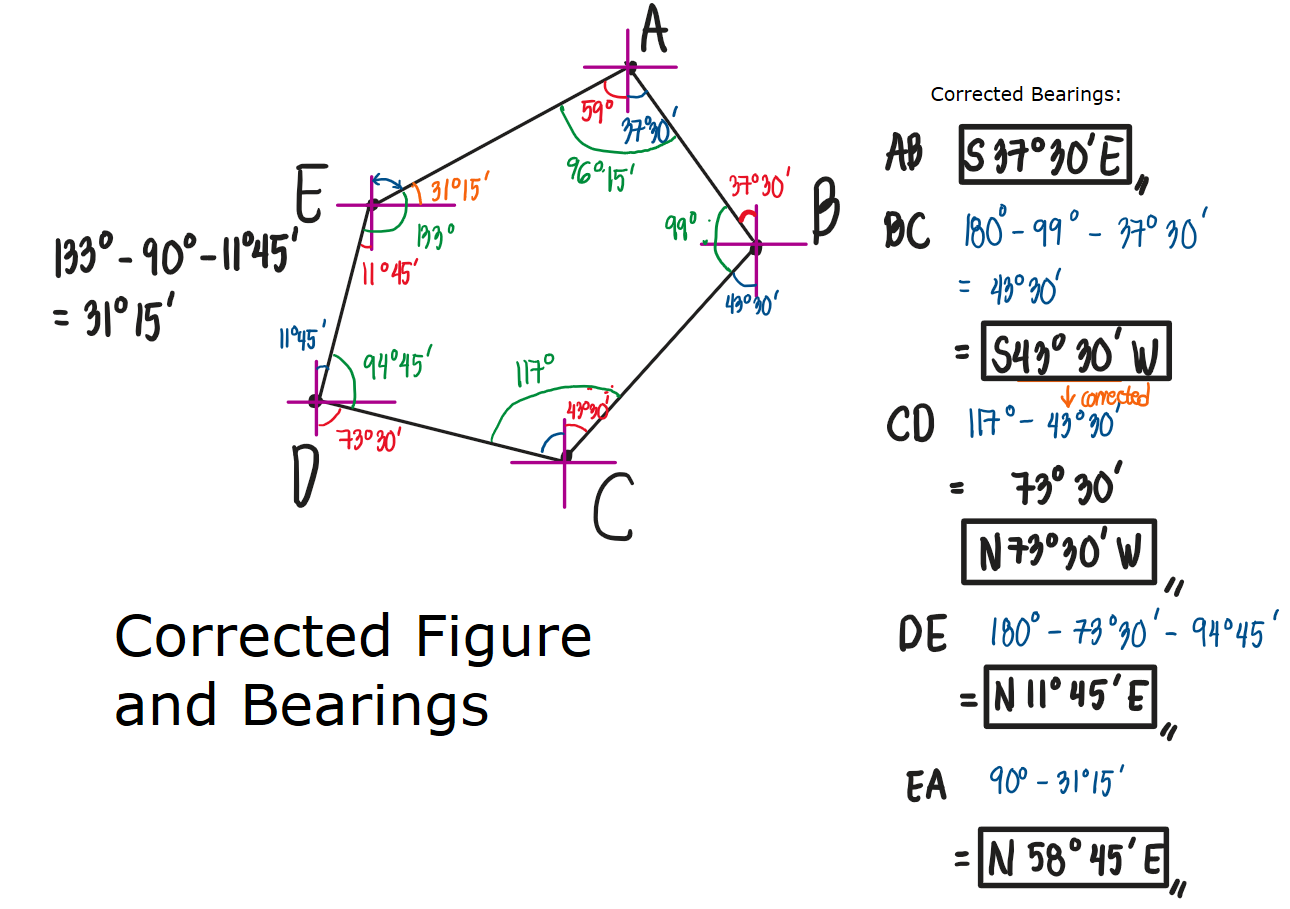 A
59°
37°30'
96°15'
E
31°15'
133°
11°45'
133° - 90° - 11°45'
= 31°15'
37°30'
B
99°
43°30'
11°45'
94°45'
73°30'
D
117°
43°30'
C
Corrected Figure
and Bearings
Corrected Bearings:
AB S 37°30' E
BC 180° - 99° - 37°30'
= 43°30'
= S43° 30' W
↓ corrected
CD 117° - 43°30'
= 73° 30'
N 73°30' W
DE 180° - 73°30' - 94°45'
= N 11° 45' E
EA 90° - 31°15'
= N 58° 45' E